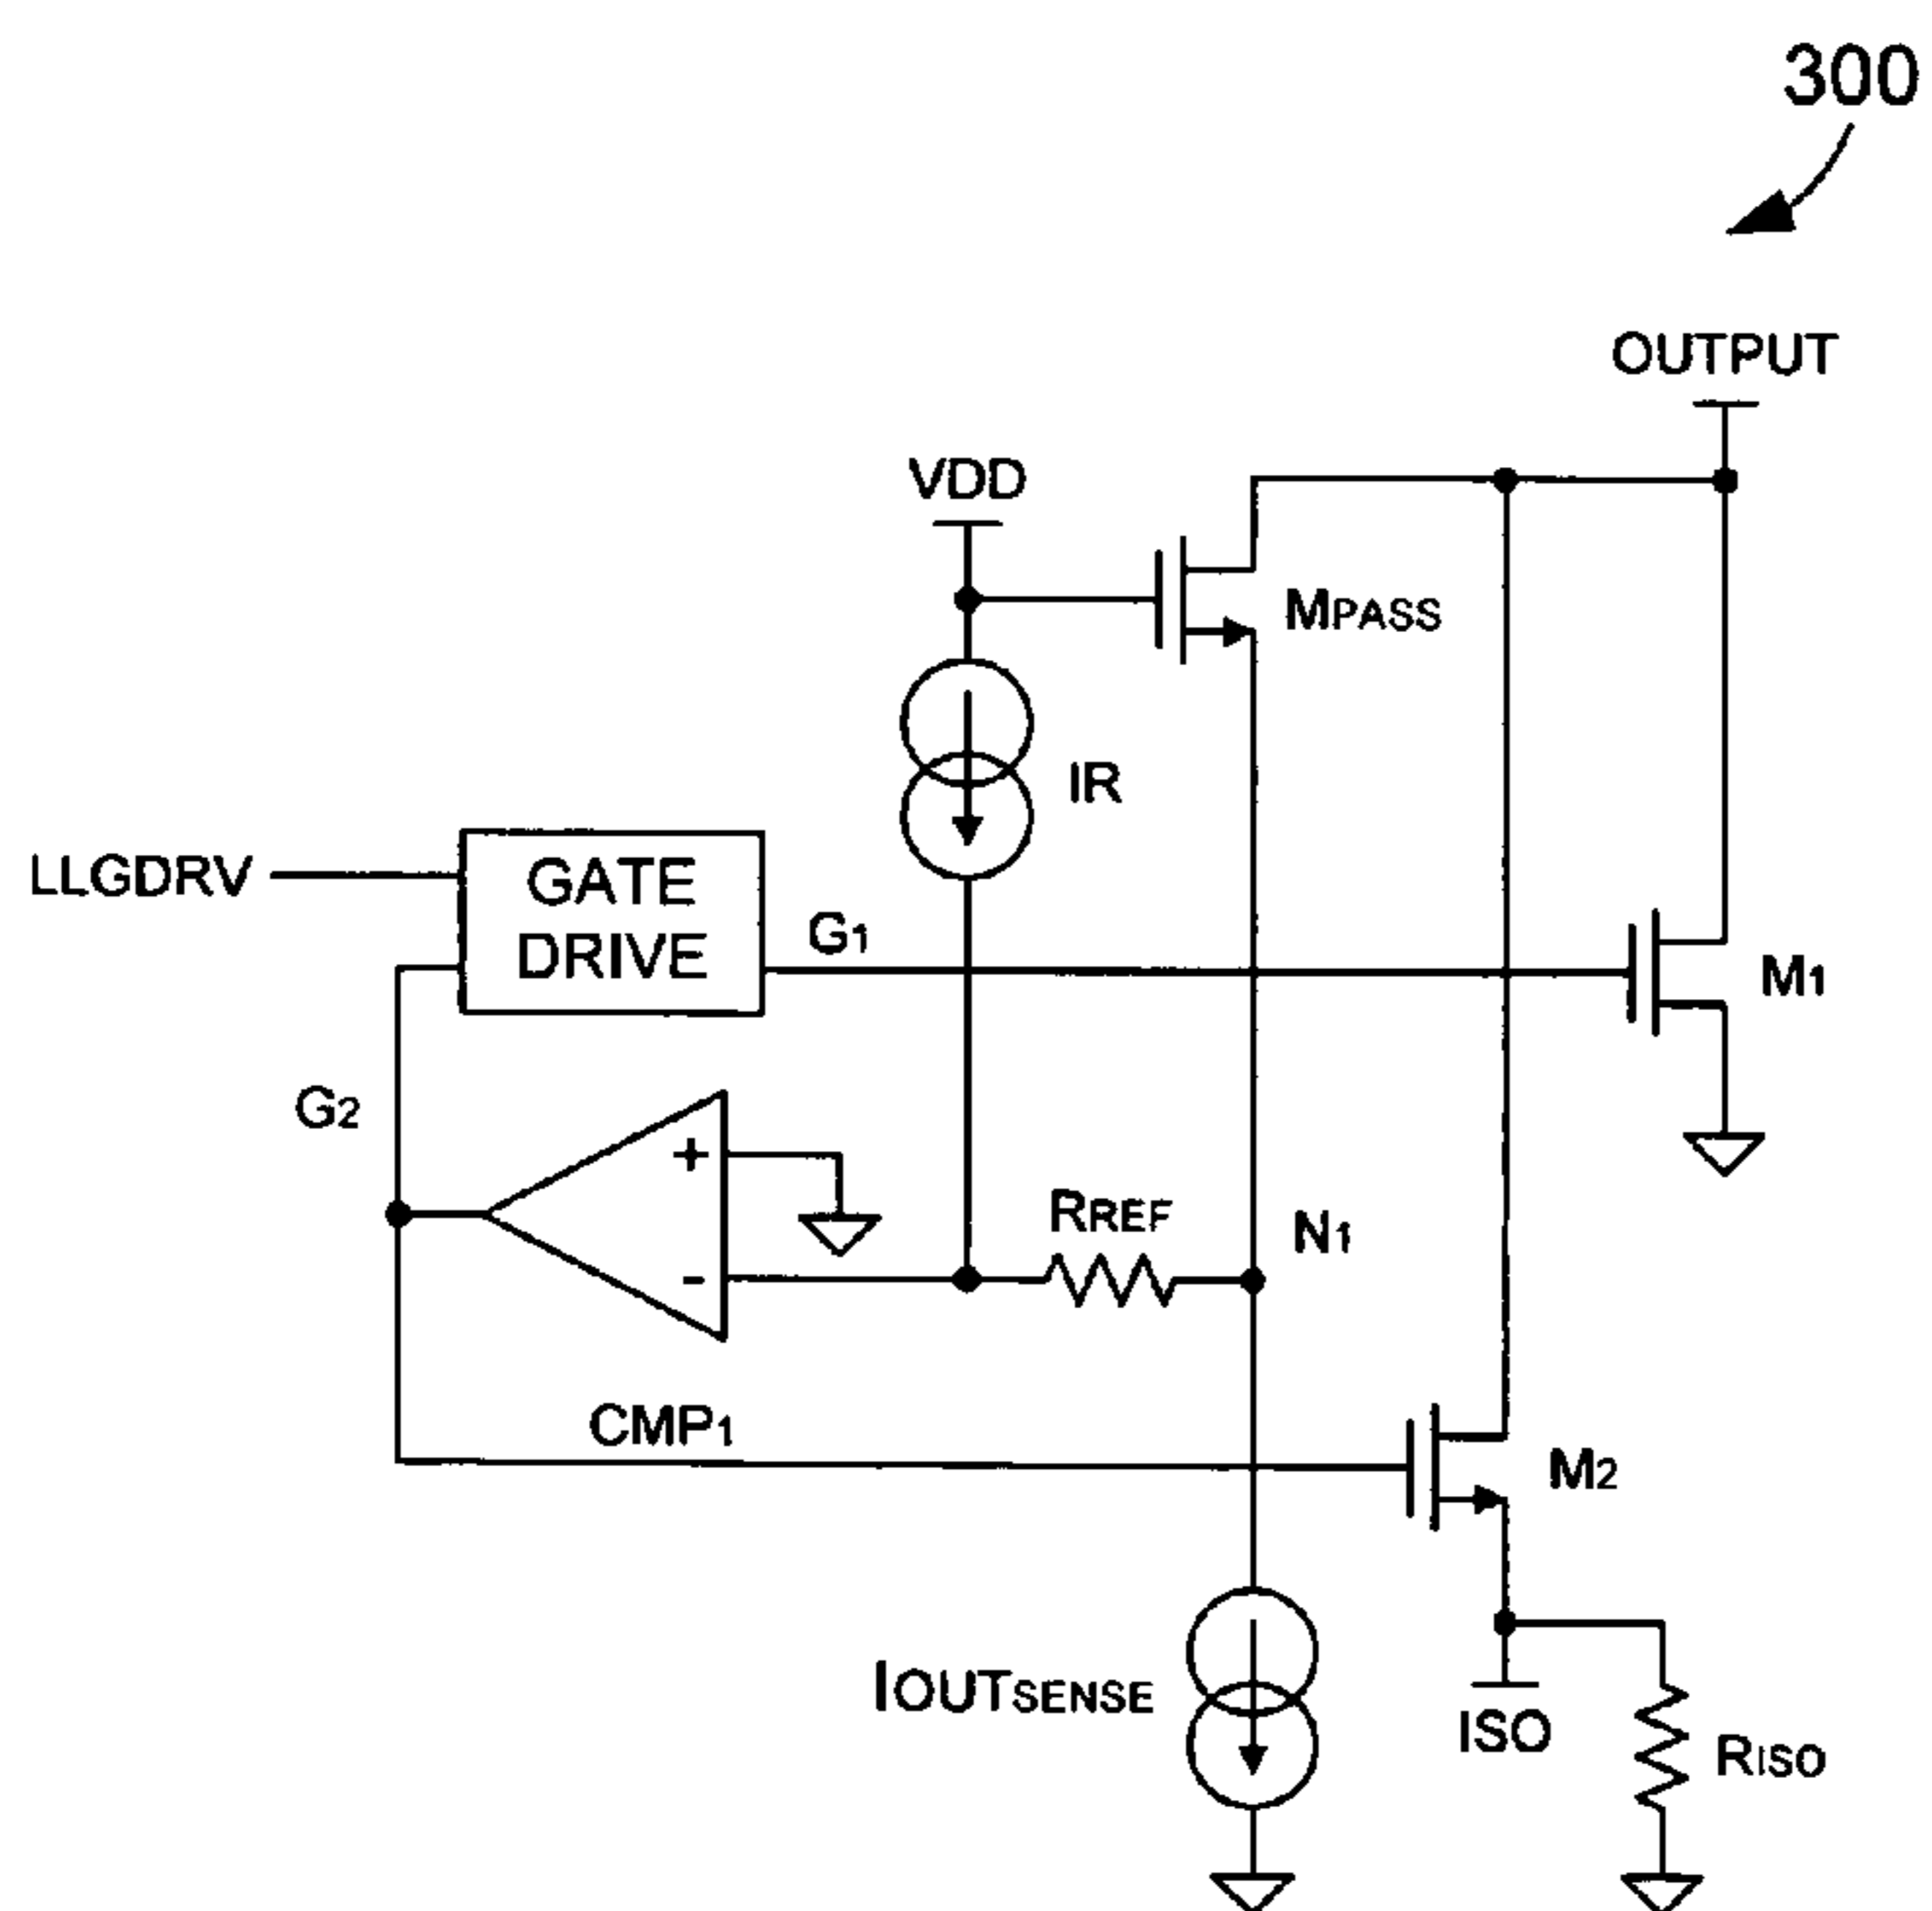 300
OUTPUT
VDD
MPASS
IR
LLGDRV
GATE
DRIVE
G1
M1
G2
+
-
RREF
N1
CMP1
M2
IOUTSENSE
ISO
RISO